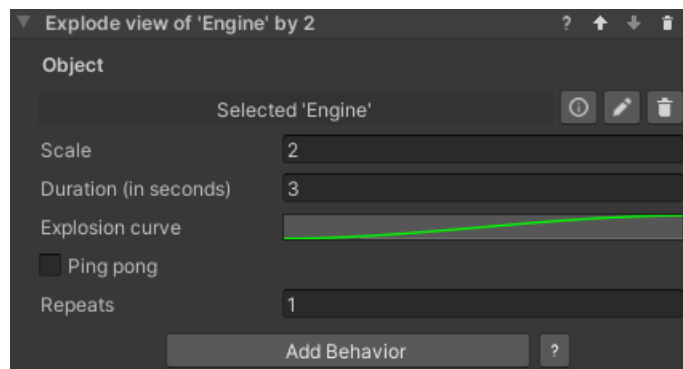 Explode view of 'Engine' by 2 ?
Object
Selected 'Engine'
Scale 2
Duration (in seconds) 3
Explosion curve
Ping pong
Repeats 1
Add Behavior ?